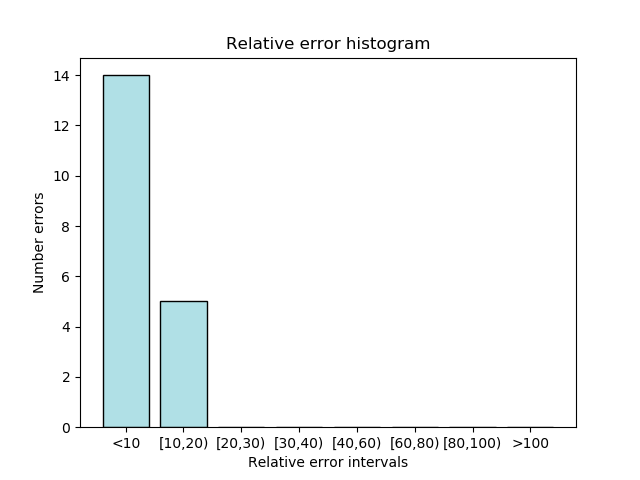 Relative error histogram
Number errors
14
12
10
8
6
4
2
0
<10 [10,20) [20,30) [30,40) [40,60) [60,80) [80,100) >100
Relative error intervals